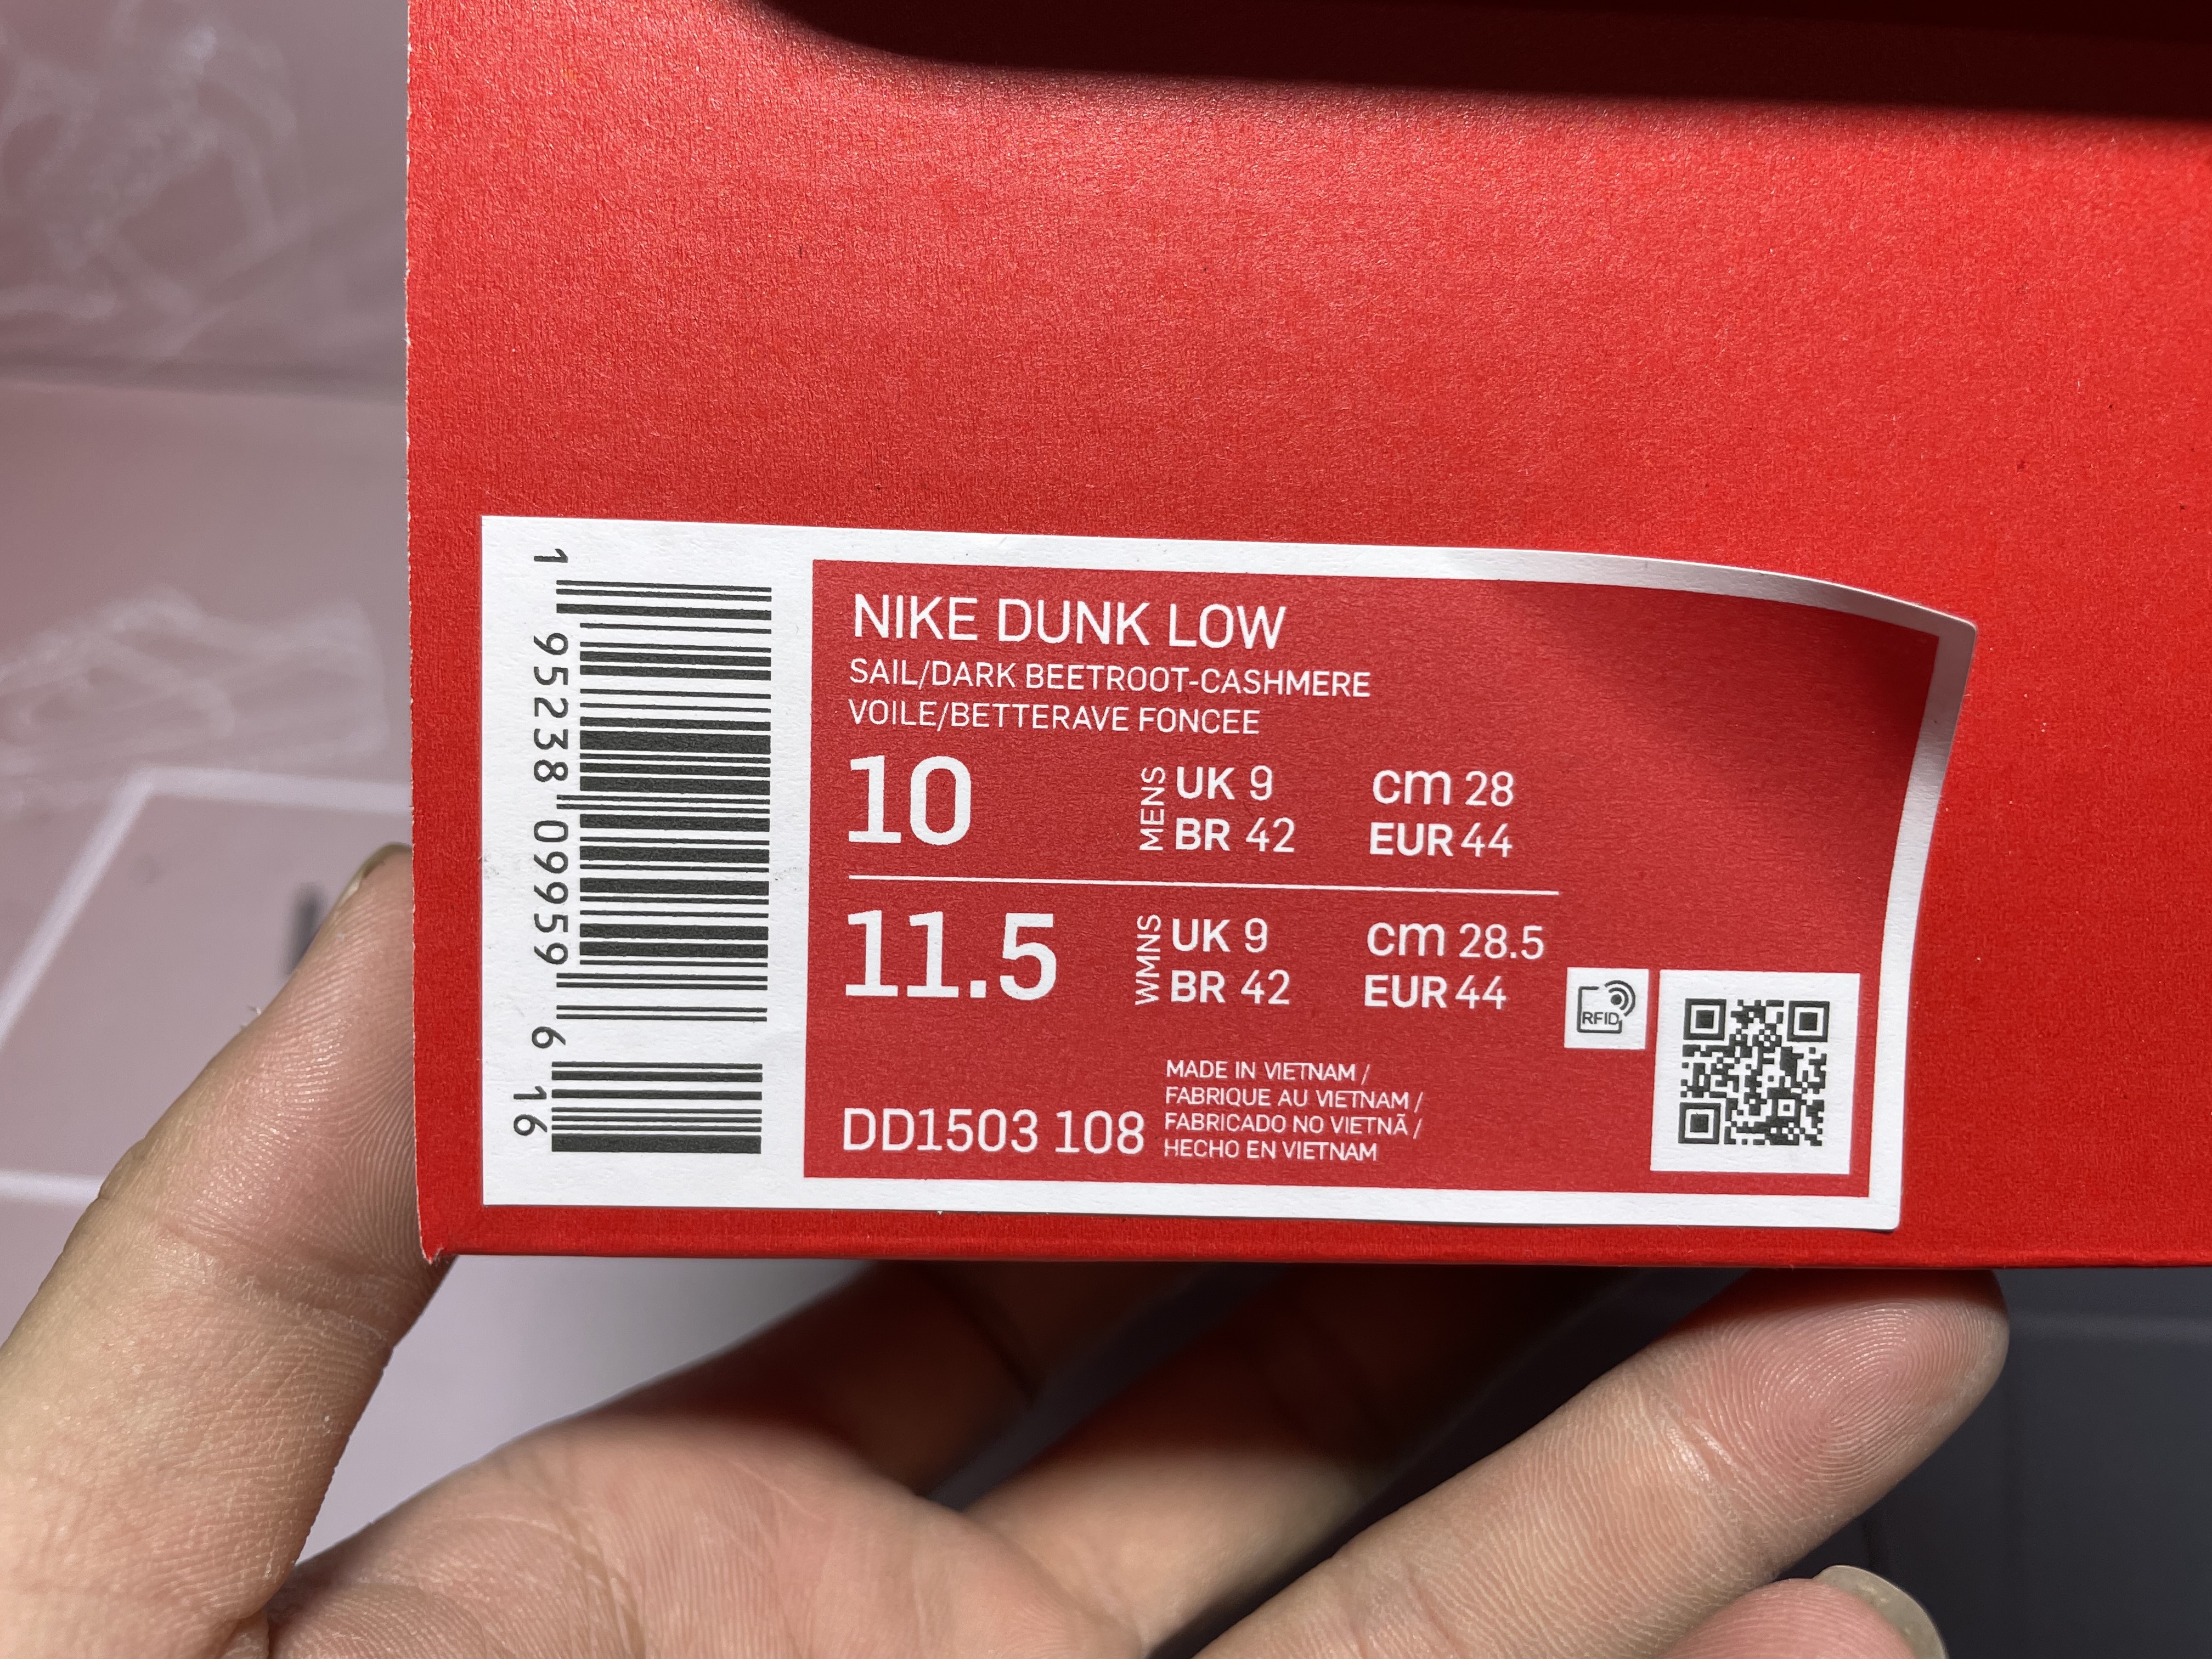 1 95238 09959 6 16
NIKE DUNK LOW
SAIL/DARK BEETROOT-CASHMERE
VOILE/BETTERAVE FONCEE
10
MENS
UK 9 cm 28
BR 42 EUR 44
11.5
WMNS
UK 9 cm 28.5
BR 42 EUR 44
RFID
DD1503 108
MADE IN VIETNAM /
FABRIQUE AU VIETNAM /
FABRICADO NO VIETNÃ /
HECHO EN VIETNAM